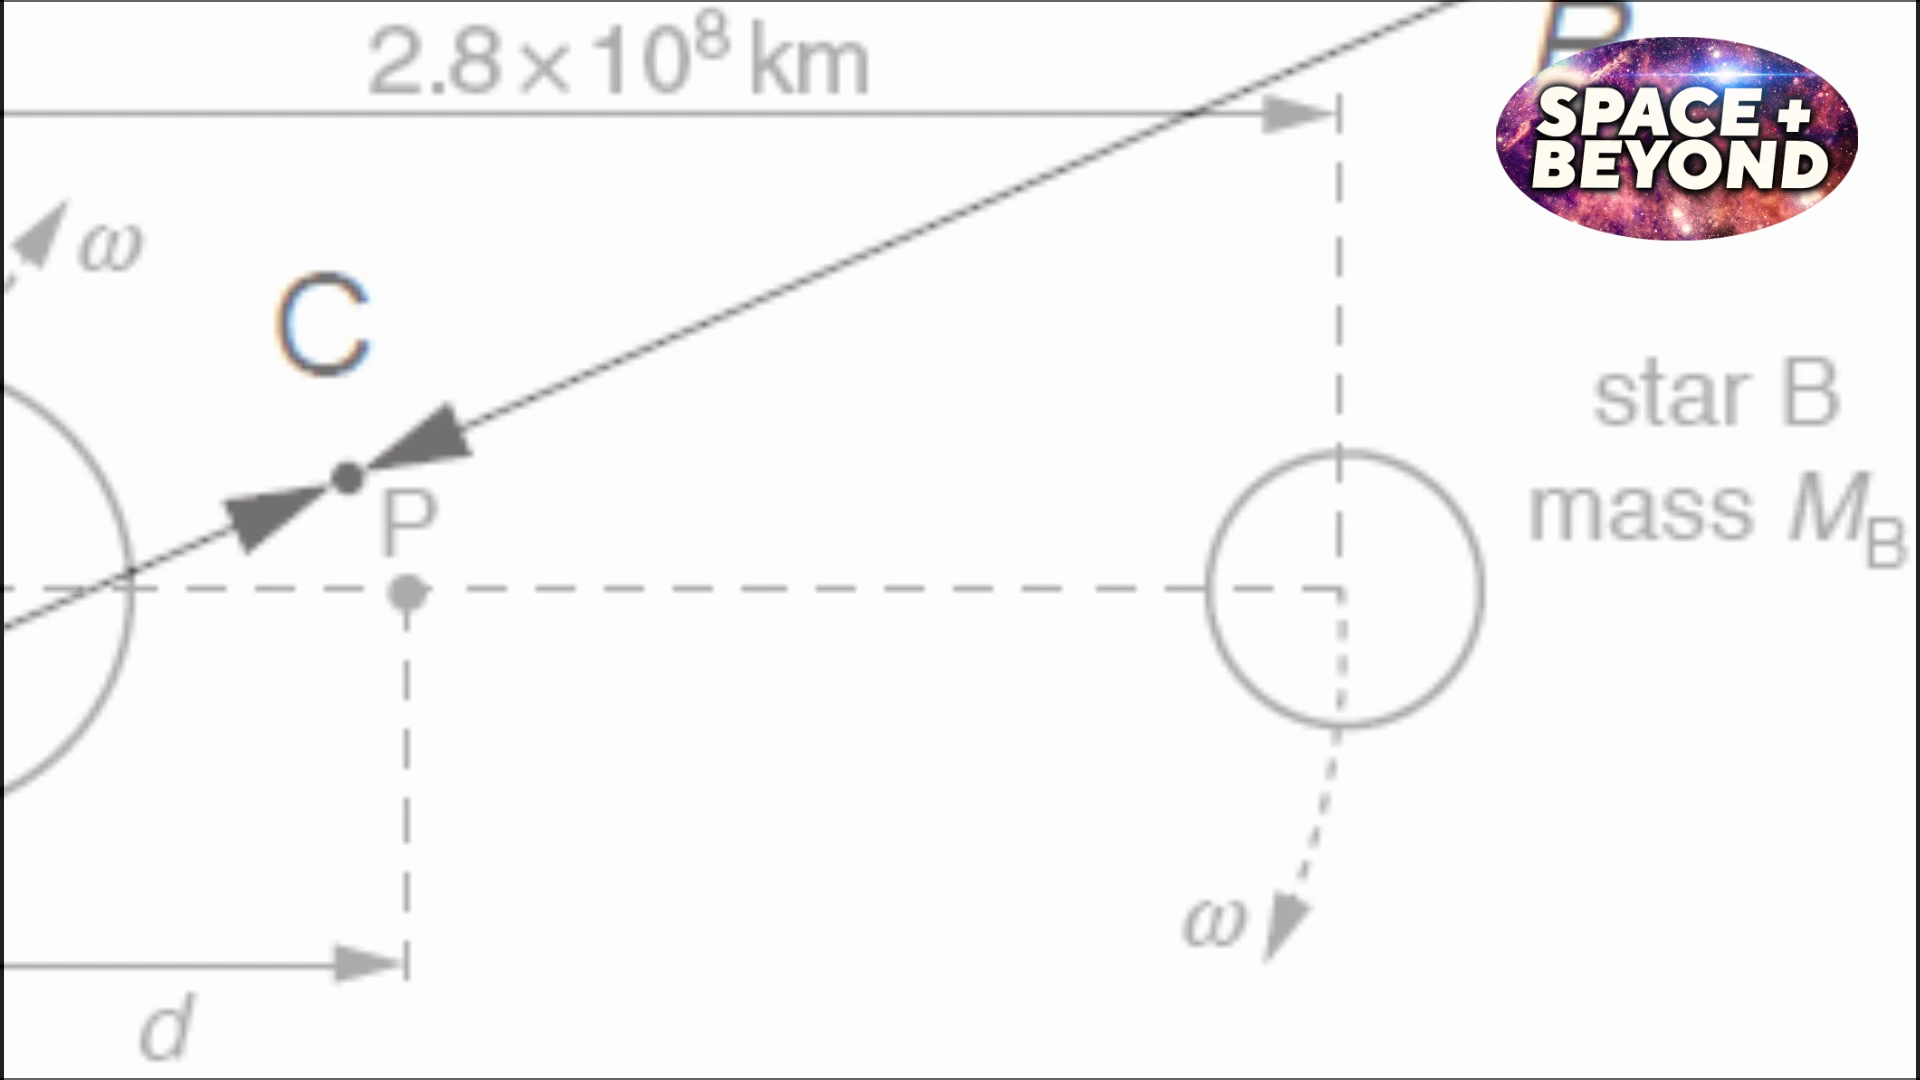 2.8×10⁸ km
SPACE +
BEYOND
ω
C
star B
mass M_B
P
ω
d